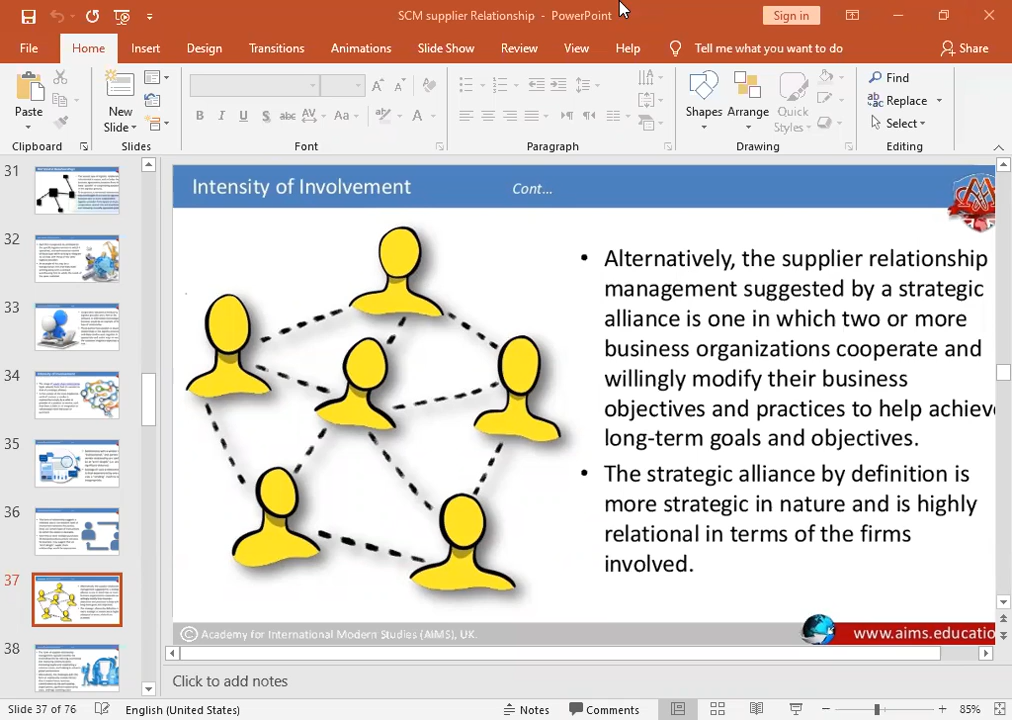 SCM supplier Relationship - PowerPoint
Sign in
File Home Insert Design Transitions Animations Slide Show Review View Help Tell me what you want to do Share
Paste
New Slide
B I U S abc AV Aa A
Shapes Arrange Quick Styles
Find
Replace
Select
Clipboard Slides Font Paragraph Drawing Editing
31
32
33
34
35
36
37
38
Intensity of Involvement Cont...
• Alternatively, the supplier relationship
management suggested by a strategic
alliance is one in which two or more
business organizations cooperate and
willingly modify their business
objectives and practices to help achiev
long-term goals and objectives.
• The strategic alliance by definition is
more strategic in nature and is highly
relational in terms of the firms
involved.
© Academy for International Modern Studies (AIMS), UK.
www.aims.educatio
Click to add notes
Slide 37 of 76 English (United States) Notes Comments 85%